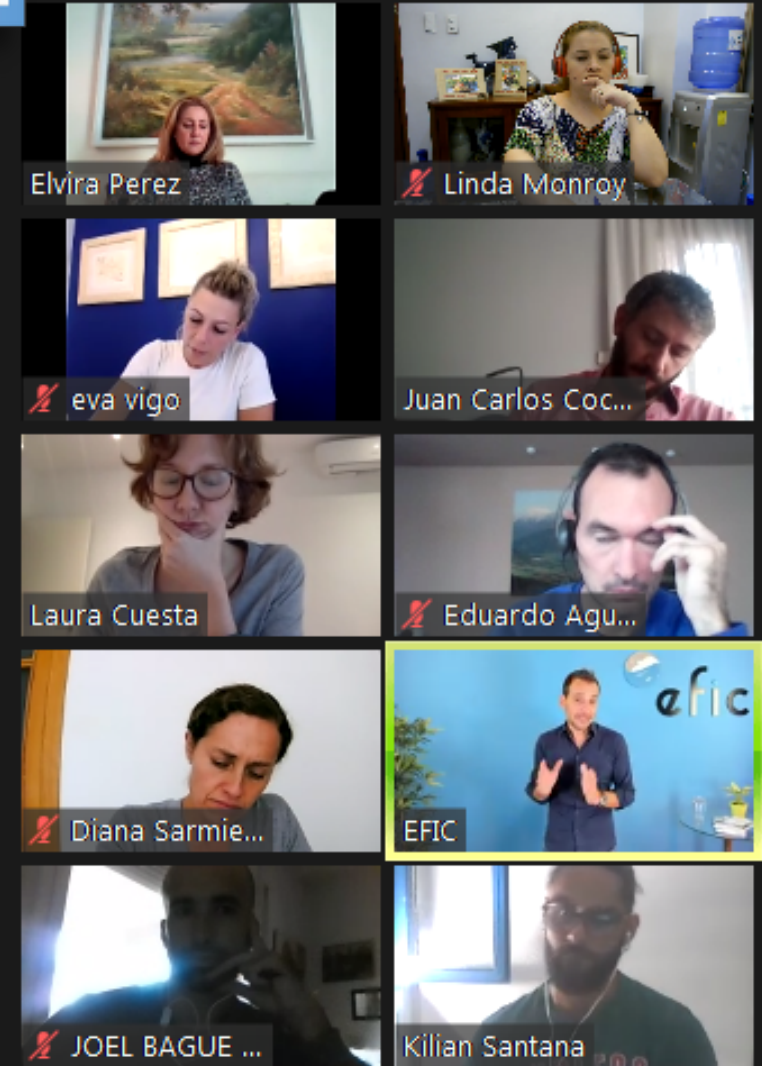 Elvira Perez
Linda Monroy
eva vigo
Juan Carlos Coc...
Laura Cuesta
Eduardo Agu...
efic
Diana Sarmie...
EFIC
JOEL BAGUE ...
Kilian Santana